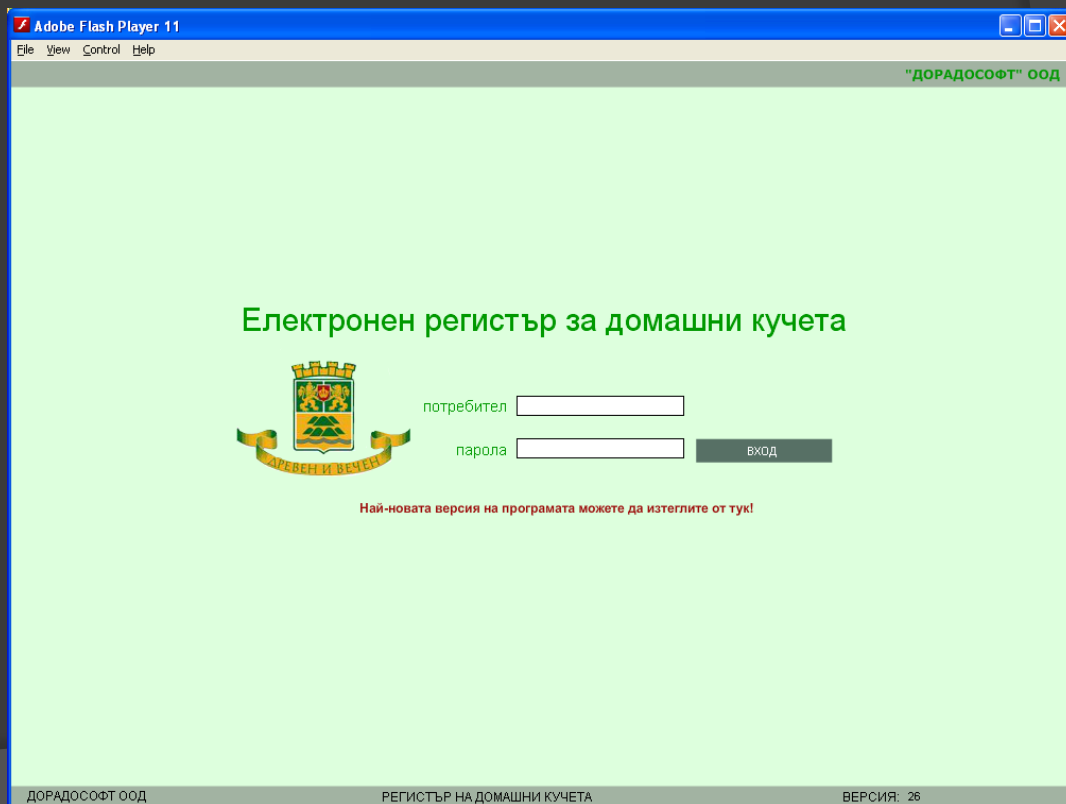 Adobe Flash Player 11
File View Control Help
"ДОРАДОСОФТ" ООД
Електронен регистър за домашни кучета
потребител
парола
вход
ДРЕВЕН И ВЕЧЕН
Най-новата версия на програмата можете да изтеглите от тук!
ДОРАДОСОФТ ООД РЕГИСТЪР НА ДОМАШНИ КУЧЕТА ВЕРСИЯ: 26